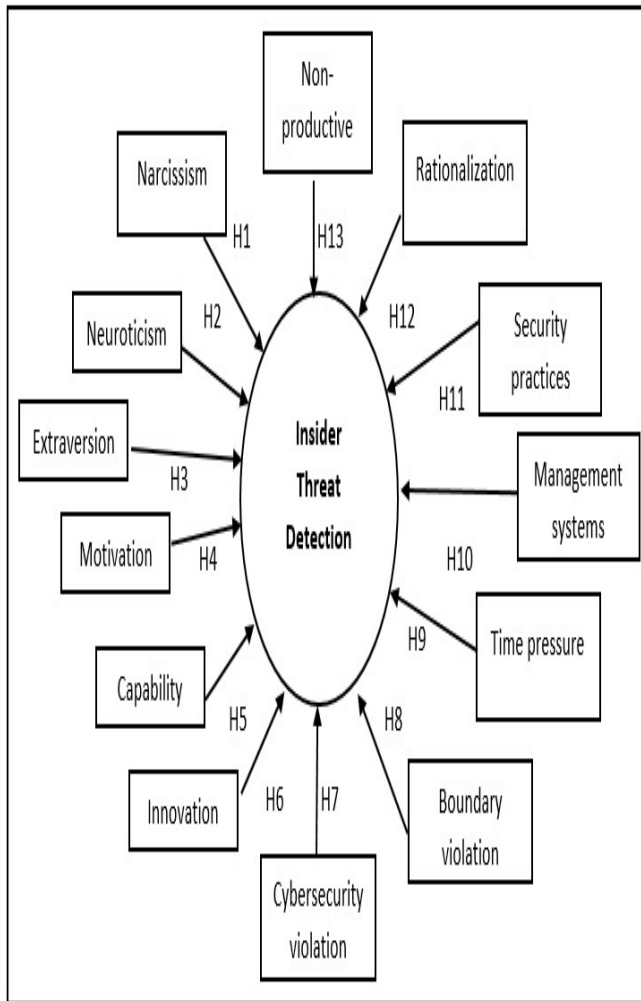 Non-
productive
Narcissism
Rationalization
H1
H13
H2
H12
Neuroticism
Security
practices
H11
Extraversion
Insider
Threat
Detection
H3
Management
systems
Motivation
H4
H10
H9
Time pressure
Capability
H5
H8
Innovation
H6
H7
Boundary
violation
Cybersecurity
violation